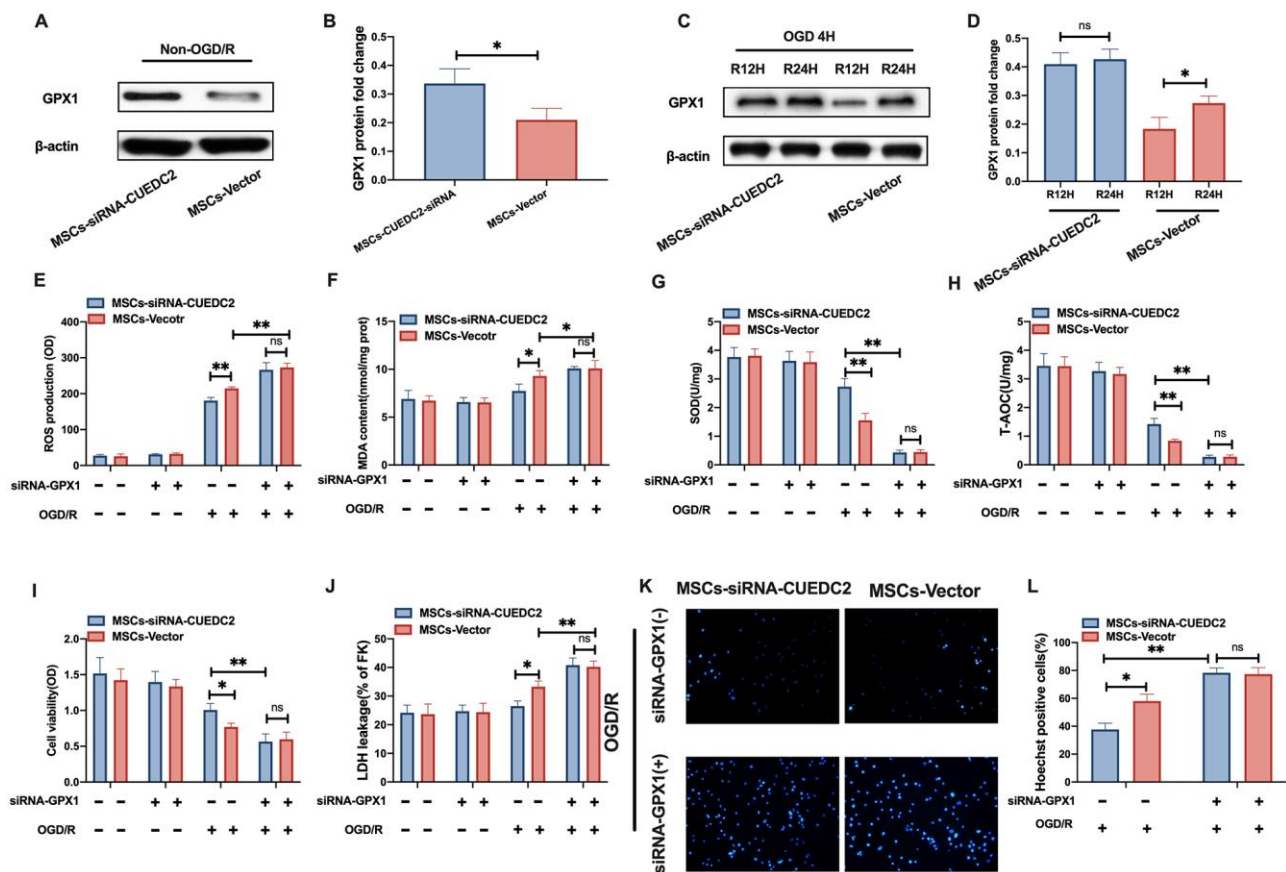 A
Non-OGD/R
GPX1
β-actin
MSCs-siRNA-CUEDC2
MSCs-Vector
B
GPX1 protein fold change
0.5
0.4
0.3
0.2
0.1
0.0
*
MSCs-CUEDC2-siRNA
MSCs-Vector
C
OGD 4H
R12H R24H R12H R24H
GPX1
β-actin
MSCs-siRNA-CUEDC2
MSCs-Vector
D
GPX1 protein fold change
0.5
0.4
0.3
0.2
0.1
0.0
ns
*
R12H R24H R12H R24H
MSCs-siRNA-CUEDC2
MSCs-Vector
E
MSCs-siRNA-CUEDC2
MSCs-Vecotr
ROS production (OD)
400
300
200
100
0
**
**
ns
siRNA-GPX1 − − + + − − + +
OGD/R − − − − + + + +
F
MSCs-siRNA-CUEDC2
MSCs-Vecotr
MDA content(nmol/mg prot)
20
15
10
5
0
*
*
ns
− − + + − − + +
− − − − + + + +
G
MSCs-siRNA-CUEDC2
MSCs-Vector
SOD(U/mg)
5
4
3
2
1
0
**
**
ns
siRNA-GPX1 − − + + − − + +
OGD/R − − − − + + + +
H
MSCs-siRNA-CUEDC2
MSCs-Vector
T-AOC(U/mg)
5
4
3
2
1
0
**
**
ns
siRNA-GPX1 − − + + − − + +
OGD/R − − − − + + + +
I
MSCs-siRNA-CUEDC2
MSCs-Vector
Cell viability(OD)
2.0
1.5
1.0
0.5
0.0
**
*
ns
siRNA-GPX1 − − + + − − + +
OGD/R − − − − + + + +
J
MSCs-siRNA-CUEDC2
MSCs-Vector
LDH leakage(% of FK)
60
50
40
30
20
10
0
**
*
ns
siRNA-GPX1 − − + + − − + +
OGD/R − − − − + + + +
K
MSCs-siRNA-CUEDC2 MSCs-Vector
OGD/R
siRNA-GPX1(-)
siRNA-GPX1(+)
L
MSCs-siRNA-CUEDC2
MSCs-Vecotr
Hoechst positive cells(%)
100
80
60
40
20
0
**
*
ns
siRNA-GPX1 − − + +
OGD/R + + + +